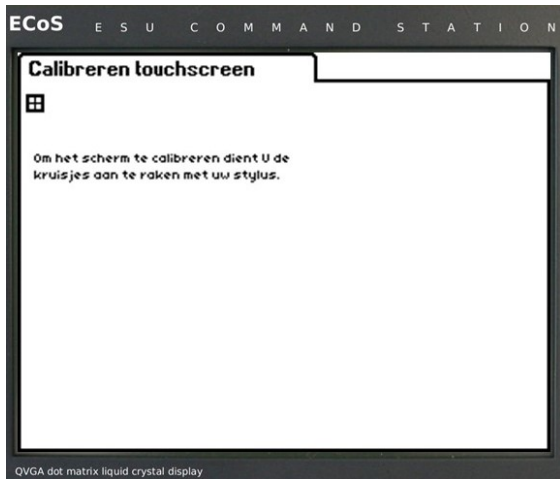 ECoS ESU COMMAND STATION
Calibreren touchscreen
Om het scherm te calibreren dient U de
kruisjes aan te raken met uw stylus.
QVGA dot matrix liquid crystal display